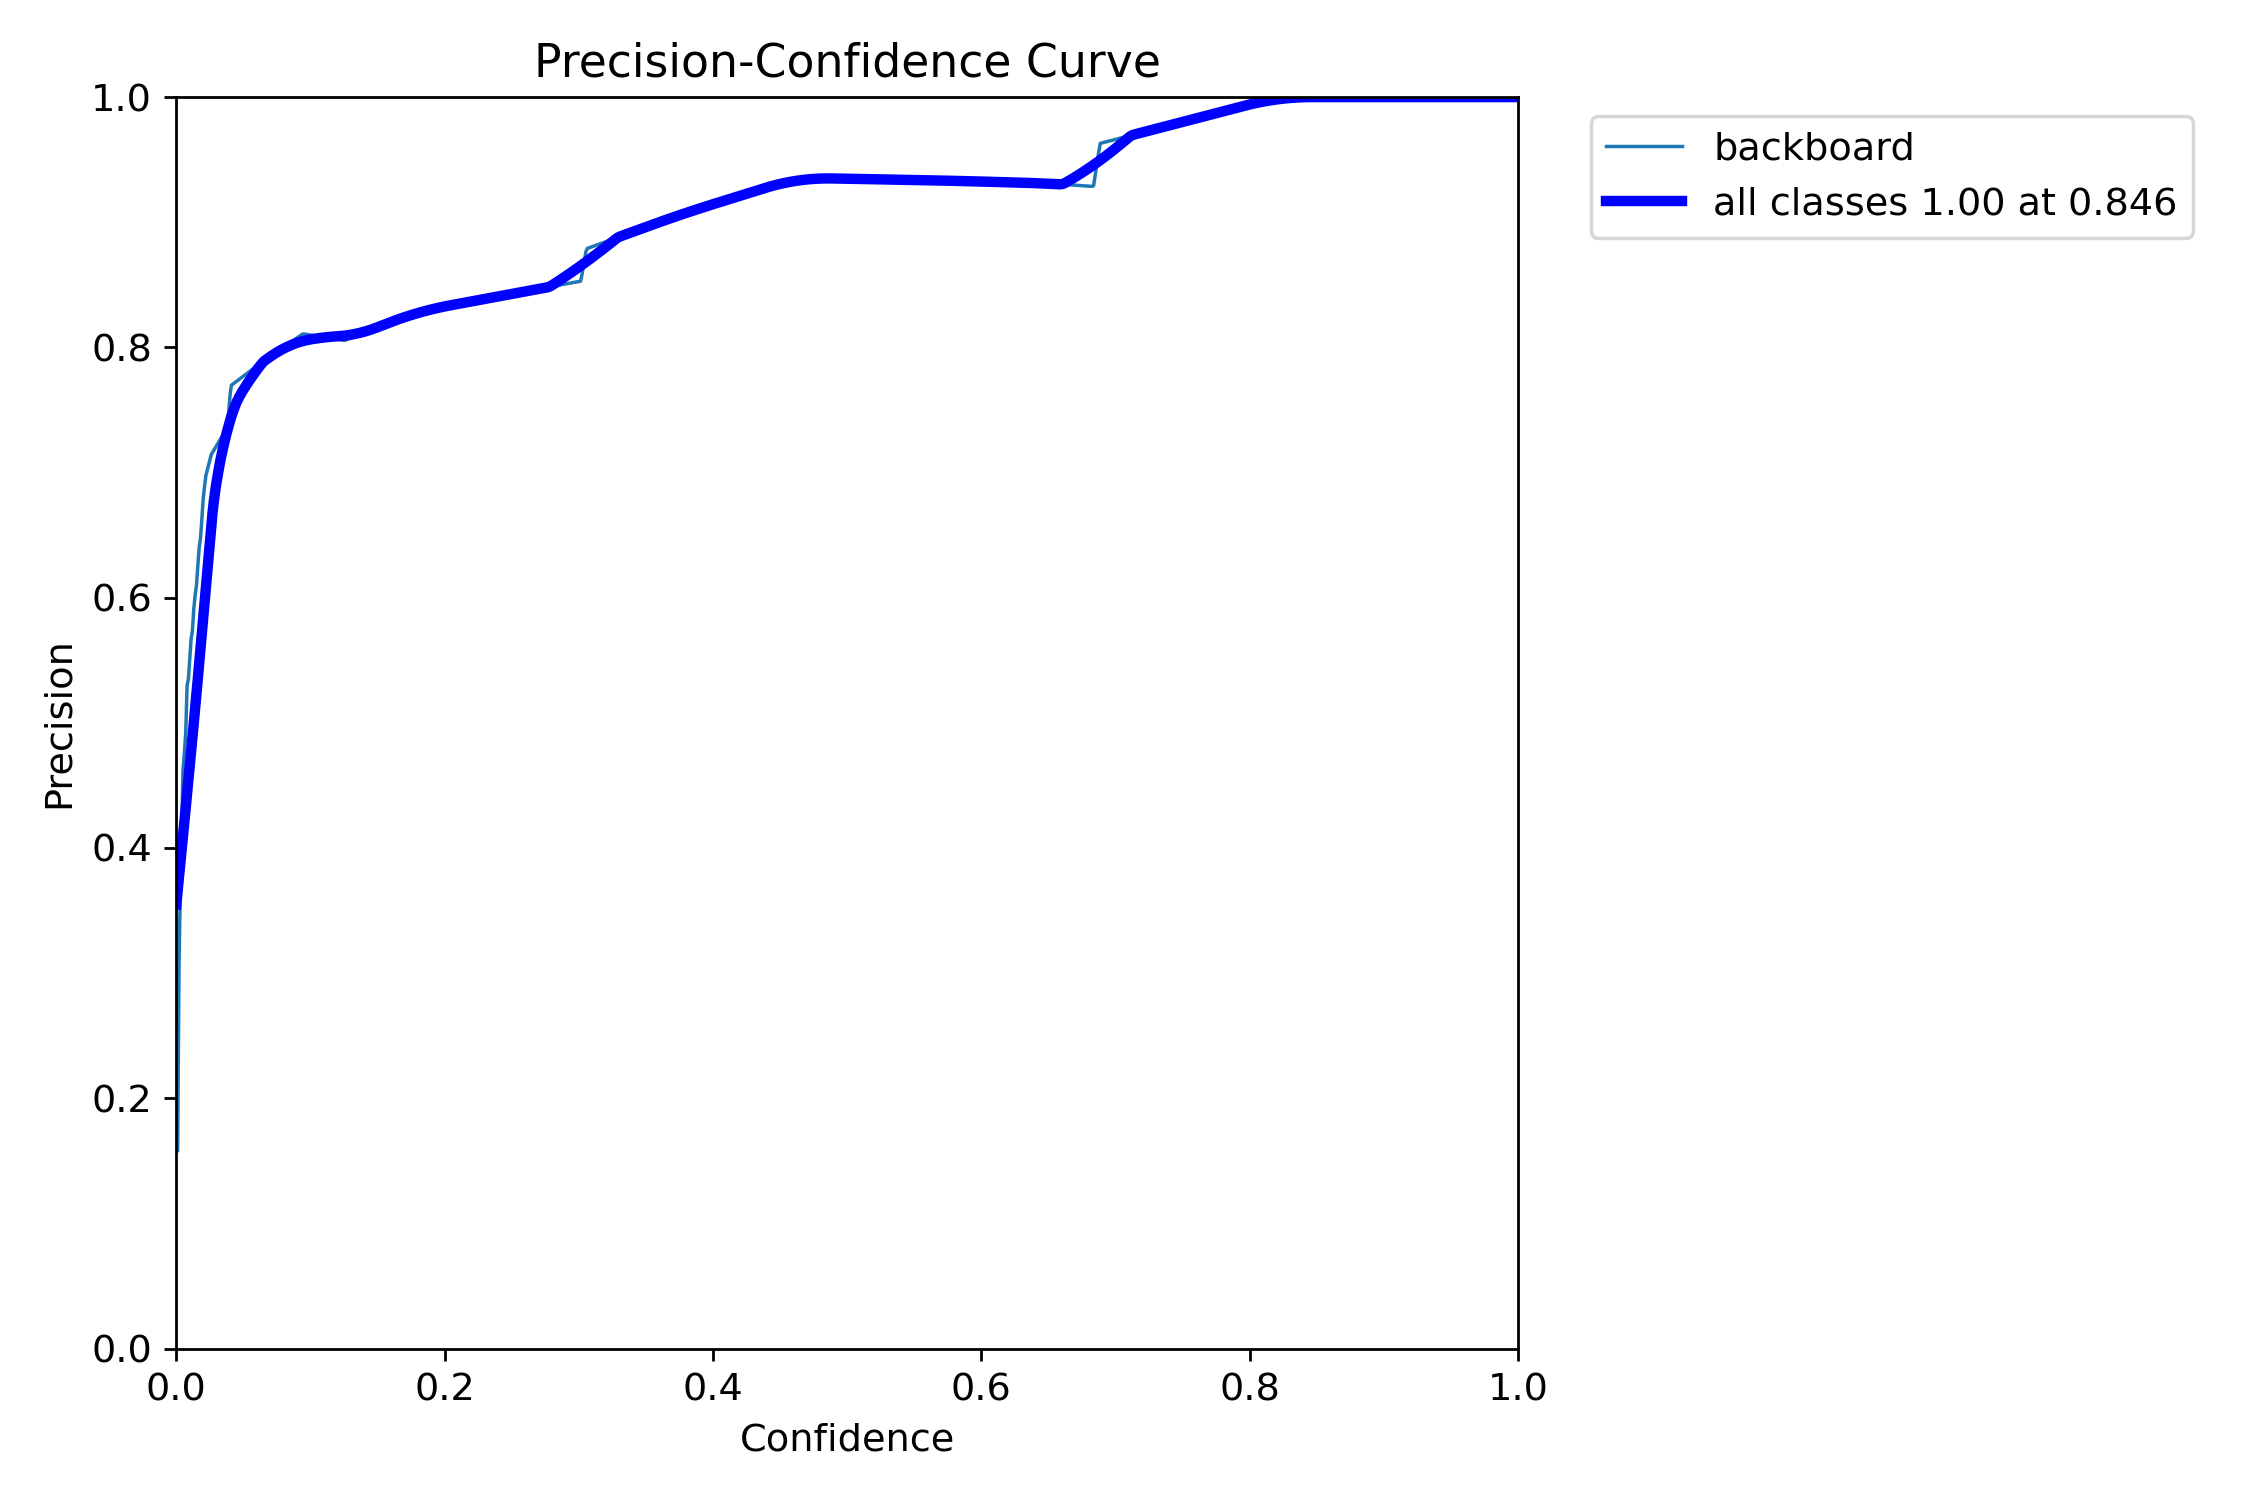 Precision-Confidence Curve
backboard
all classes 1.00 at 0.846
1.0
0.8
0.6
0.4
0.2
0.0
Precision
0.0 0.2 0.4 0.6 0.8 1.0
Confidence